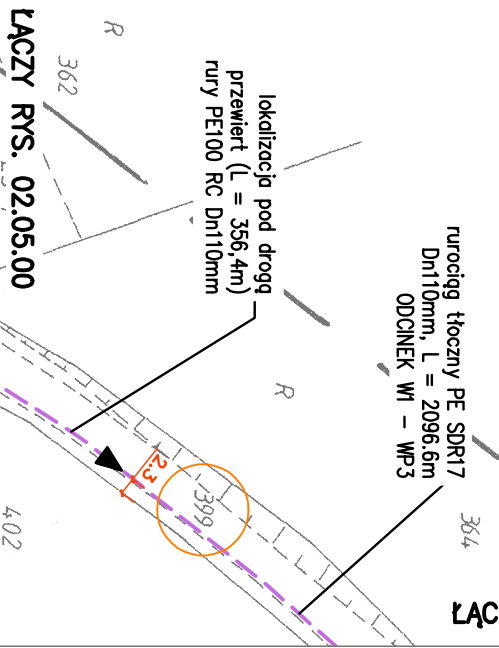 R
362
ŁĄCZY RYS. 02.05.00
lokalizacja pod drogą
przewiert (L = 356,4m)
rury PE100 RC Dn110mm
rurociąg tłoczny PE SDR17
Dn110mm, L = 2096.6m
ODCINEK W1 - WP3
R
364
2.3
399
402
ŁĄC